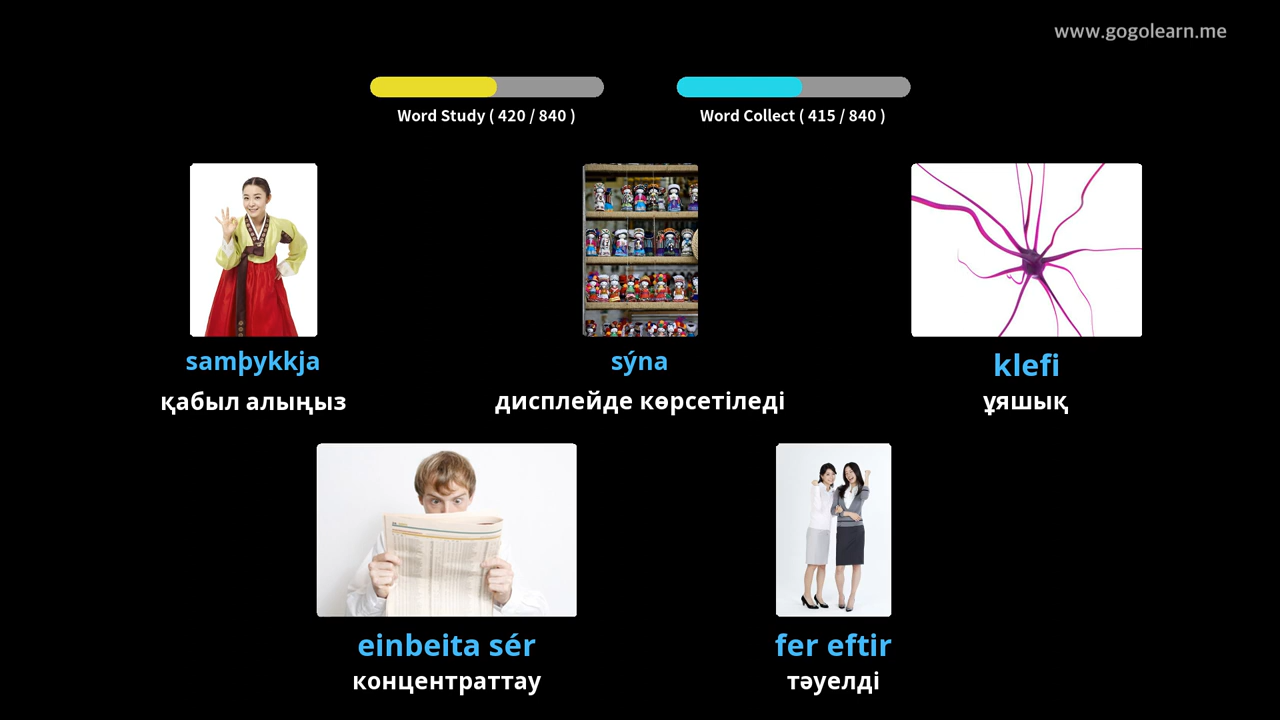 www.gogolearn.me
Word Study ( 420 / 840 )
Word Collect ( 415 / 840 )
samþykkja
sýna
klefi
қабыл алыңыз
дисплейде көрсетіледі
ұяшық
einbeita sér
fer eftir
концентраттау
тәуелді